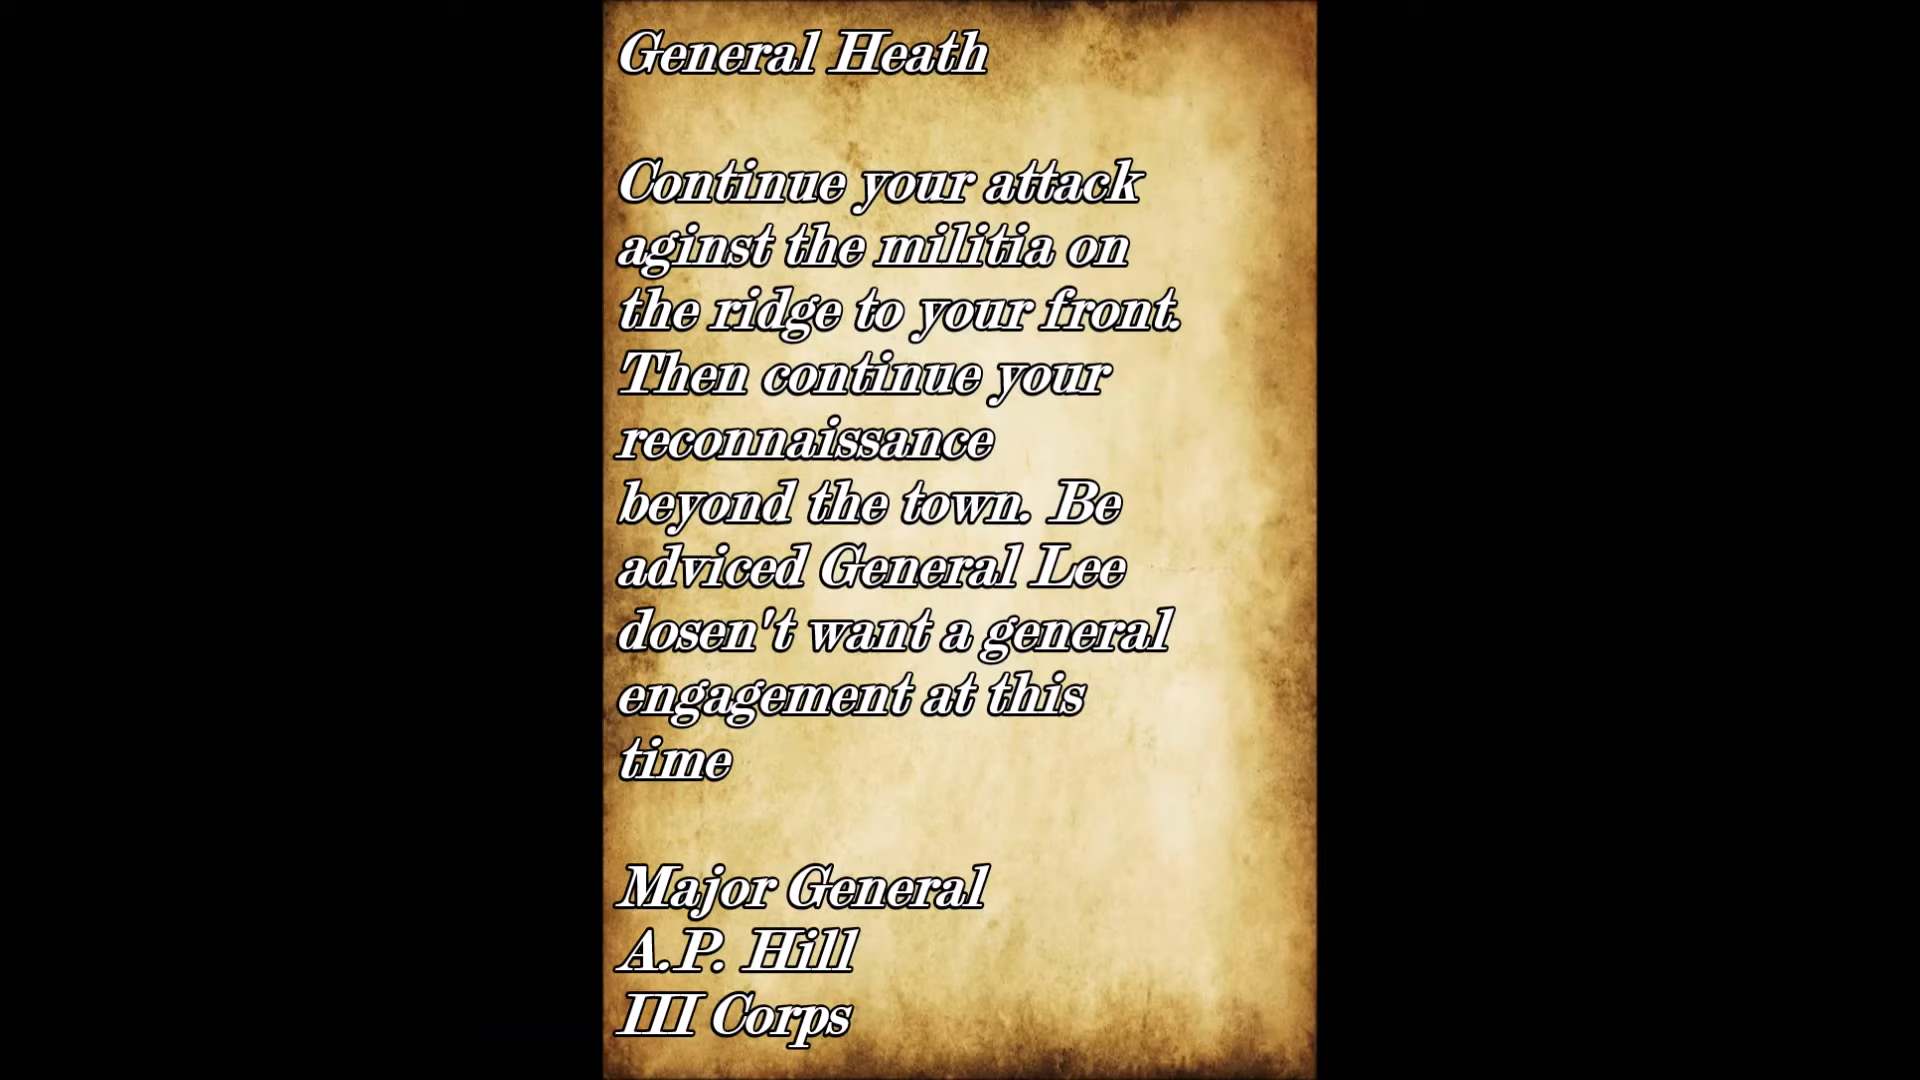 General Heath
Continue your attack
aginst the militia on
the ridge to your front.
Then continue your
reconnaissance
beyond the town. Be
adviced General Lee
dosen't want a general
engagement at this
time
Major General
A.P. Hill
III Corps